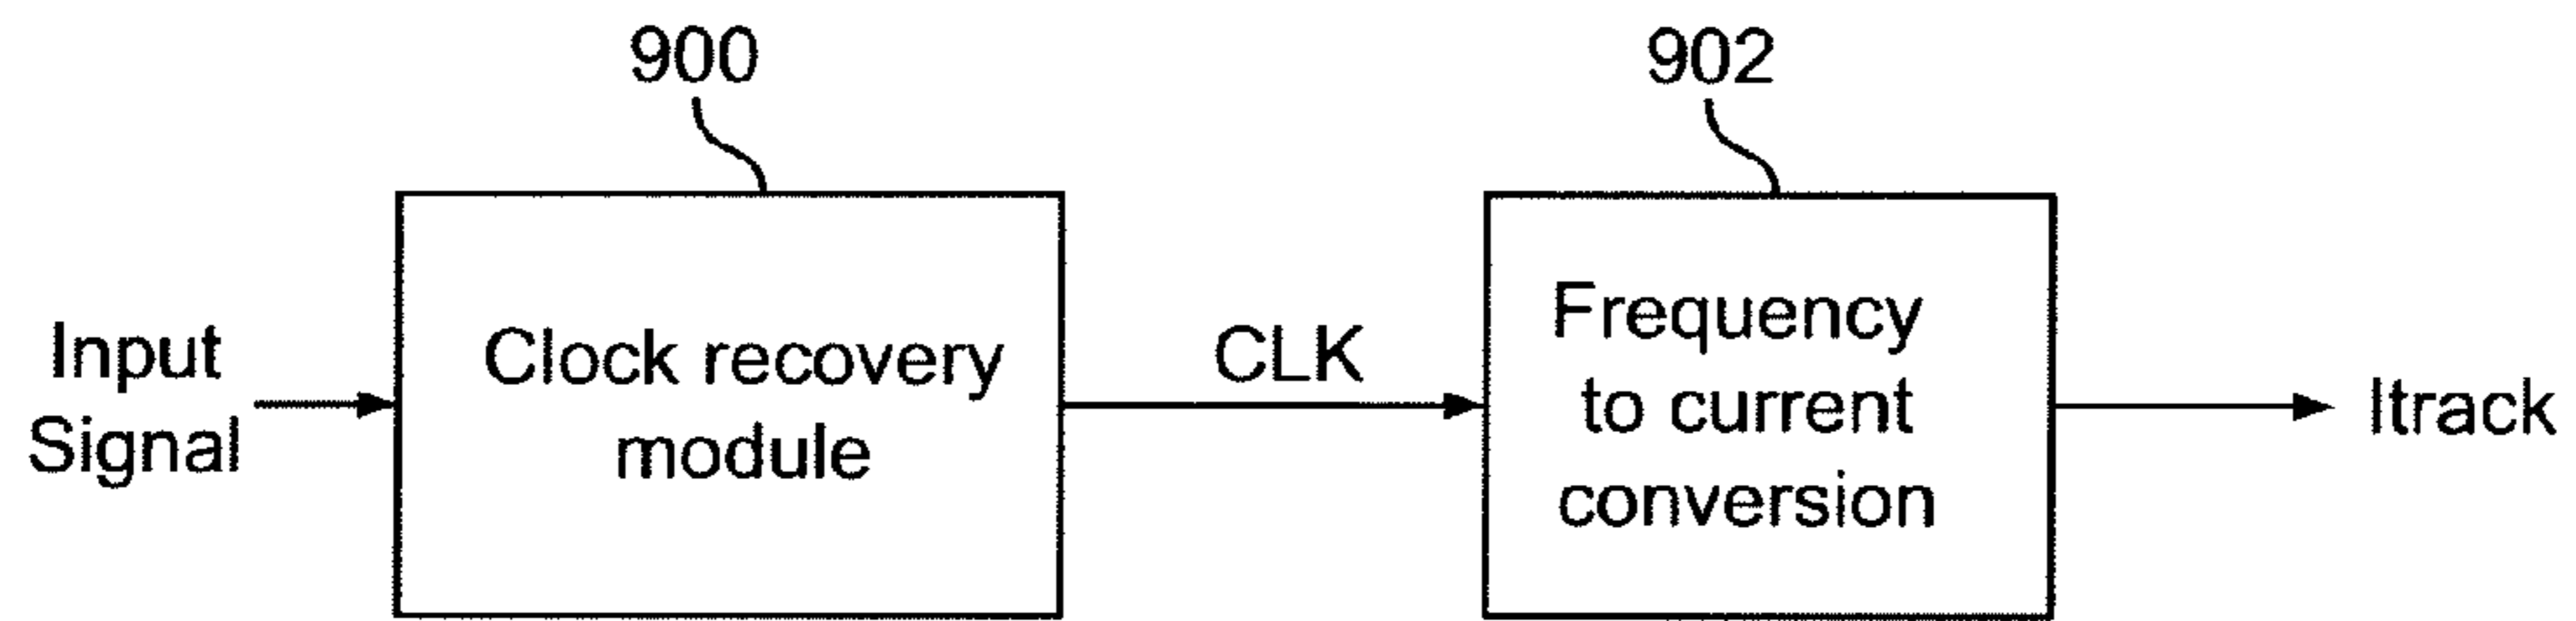 900
902
Input
Signal
Clock recovery
module
CLK
Frequency
to current
conversion
Itrack